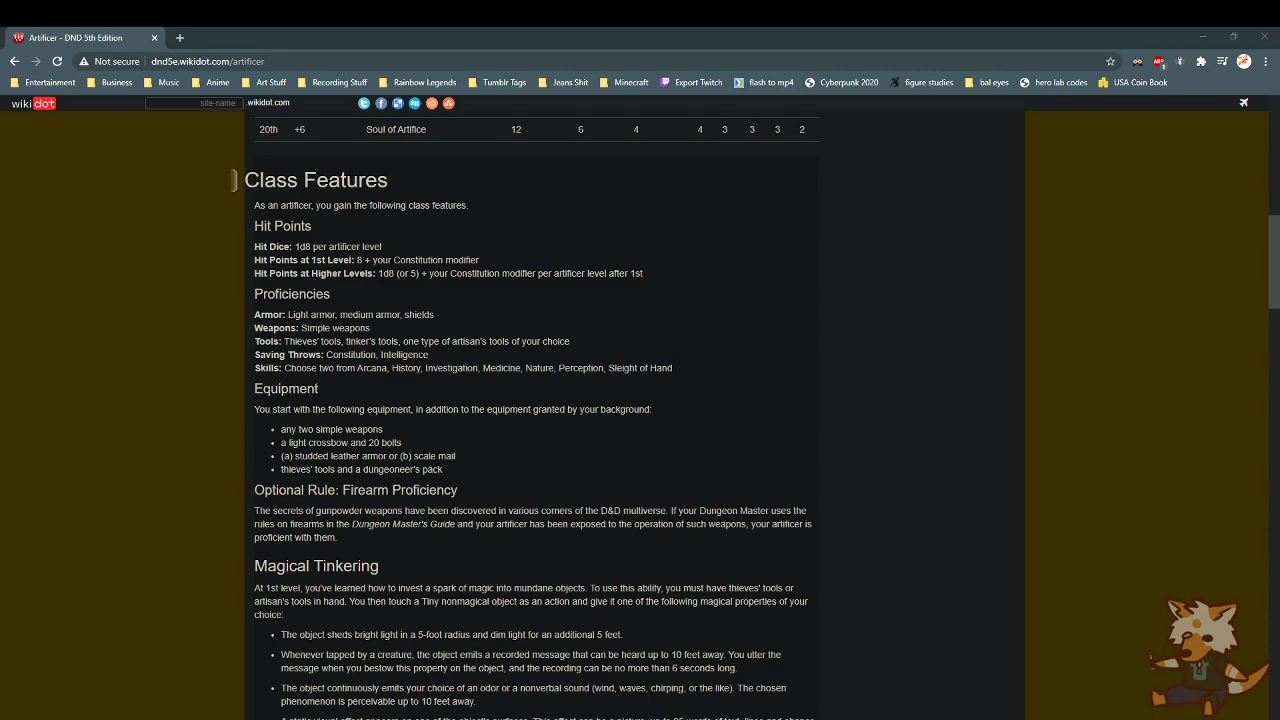 Artificer - DND 5th Edition
Not secure dnd5e.wikidot.com/artificer
Entertainment Business Music Anime Art Stuff Recording Stuff Rainbow Legends Tumblr Tags Jeans Shit Minecraft Export Twitch flash to mp4 Cyberpunk 2020 figure studies bal eyes hero lab codes USA Coin Book
wikidot site-name .wikidot.com
20th +6 Soul of Artifice 12 6 4 4 3 3 3 2
Class Features
As an artificer, you gain the following class features.
Hit Points
Hit Dice: 1d8 per artificer level
Hit Points at 1st Level: 8 + your Constitution modifier
Hit Points at Higher Levels: 1d8 (or 5) + your Constitution modifier per artificer level after 1st
Proficiencies
Armor: Light armor, medium armor, shields
Weapons: Simple weapons
Tools: Thieves' tools, tinker's tools, one type of artisan's tools of your choice
Saving Throws: Constitution, Intelligence
Skills: Choose two from Arcana, History, Investigation, Medicine, Nature, Perception, Sleight of Hand
Equipment
You start with the following equipment, in addition to the equipment granted by your background:
• any two simple weapons
• a light crossbow and 20 bolts
• (a) studded leather armor or (b) scale mail
• thieves' tools and a dungeoneer's pack
Optional Rule: Firearm Proficiency
The secrets of gunpowder weapons have been discovered in various corners of the D&D multiverse. If your Dungeon Master uses the
rules on firearms in the Dungeon Master's Guide and your artificer has been exposed to the operation of such weapons, your artificer is
proficient with them.
Magical Tinkering
At 1st level, you've learned how to invest a spark of magic into mundane objects. To use this ability, you must have thieves' tools or
artisan's tools in hand. You then touch a Tiny nonmagical object as an action and give it one of the following magical properties of your
choice:
• The object sheds bright light in a 5-foot radius and dim light for an additional 5 feet.
• Whenever tapped by a creature, the object emits a recorded message that can be heard up to 10 feet away. You utter the
message when you bestow this property on the object, and the recording can be no more than 6 seconds long.
• The object continuously emits your choice of an odor or a nonverbal sound (wind, waves, chirping, or the like). The chosen
phenomenon is perceivable up to 10 feet away.